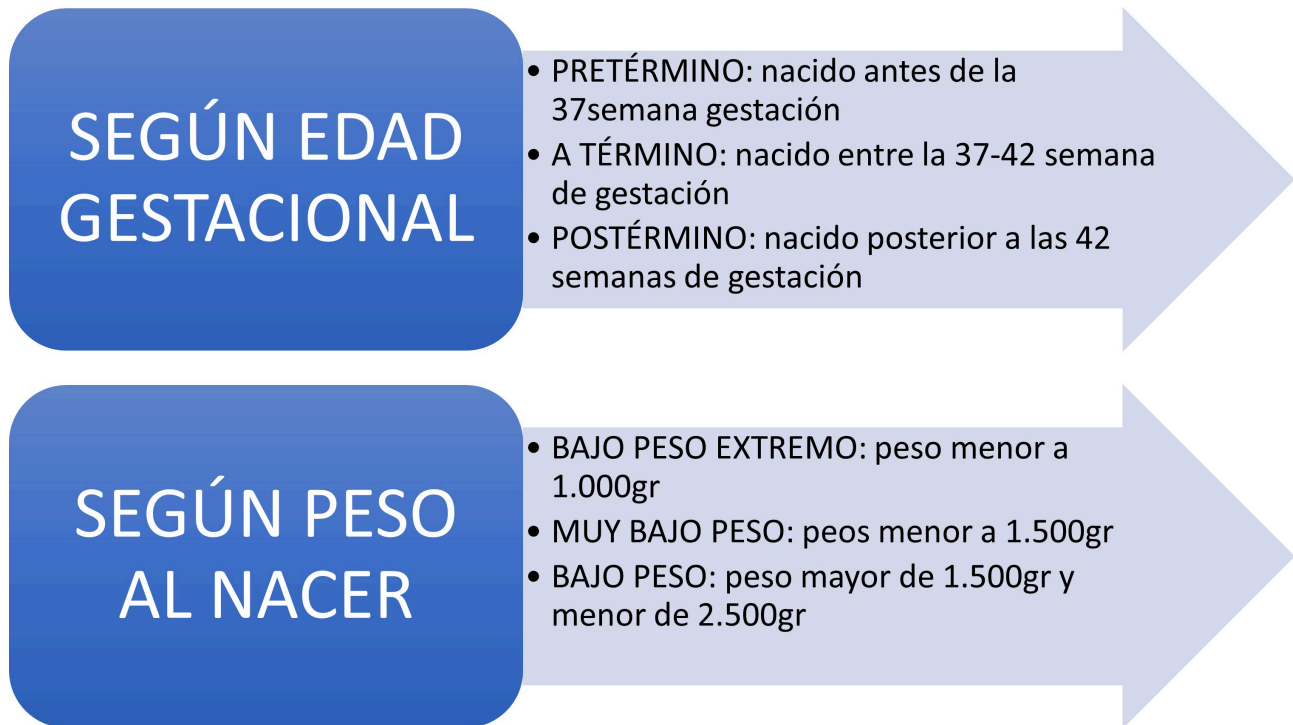 SEGÚN EDAD
GESTACIONAL
• PRETÉRMINO: nacido antes de la
37semana gestación
• A TÉRMINO: nacido entre la 37-42 semana
de gestación
• POSTÉRMINO: nacido posterior a las 42
semanas de gestación
SEGÚN PESO
AL NACER
• BAJO PESO EXTREMO: peso menor a
1.000gr
• MUY BAJO PESO: peos menor a 1.500gr
• BAJO PESO: peso mayor de 1.500gr y
menor de 2.500gr